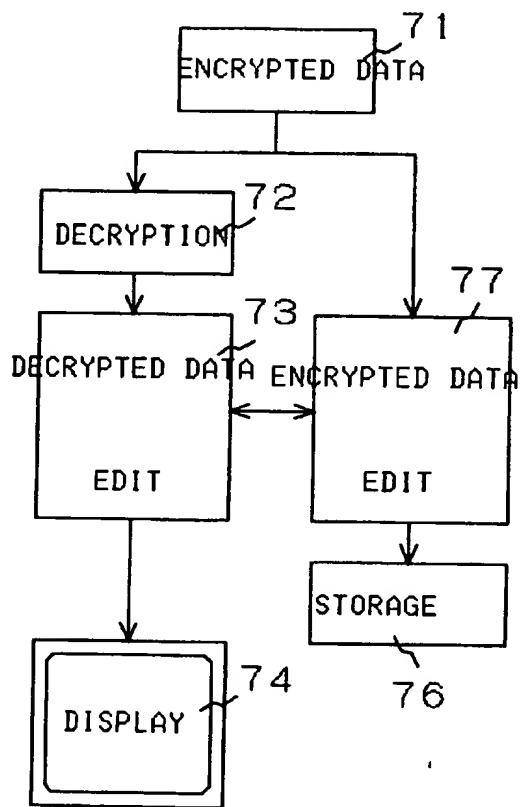 71
ENCRYPTED DATA
72
DECRYPTION
73
DECRYPTED DATA
EDIT
77
ENCRYPTED DATA
EDIT
STORAGE
76
74
DISPLAY